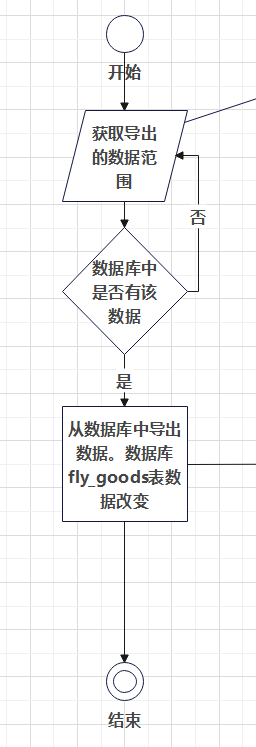 开始
获取导出
的数据范
围
否
数据库中
是否有该
数据
是
从数据库中导出
数据。数据库
fly_goods表数
据改变
结束